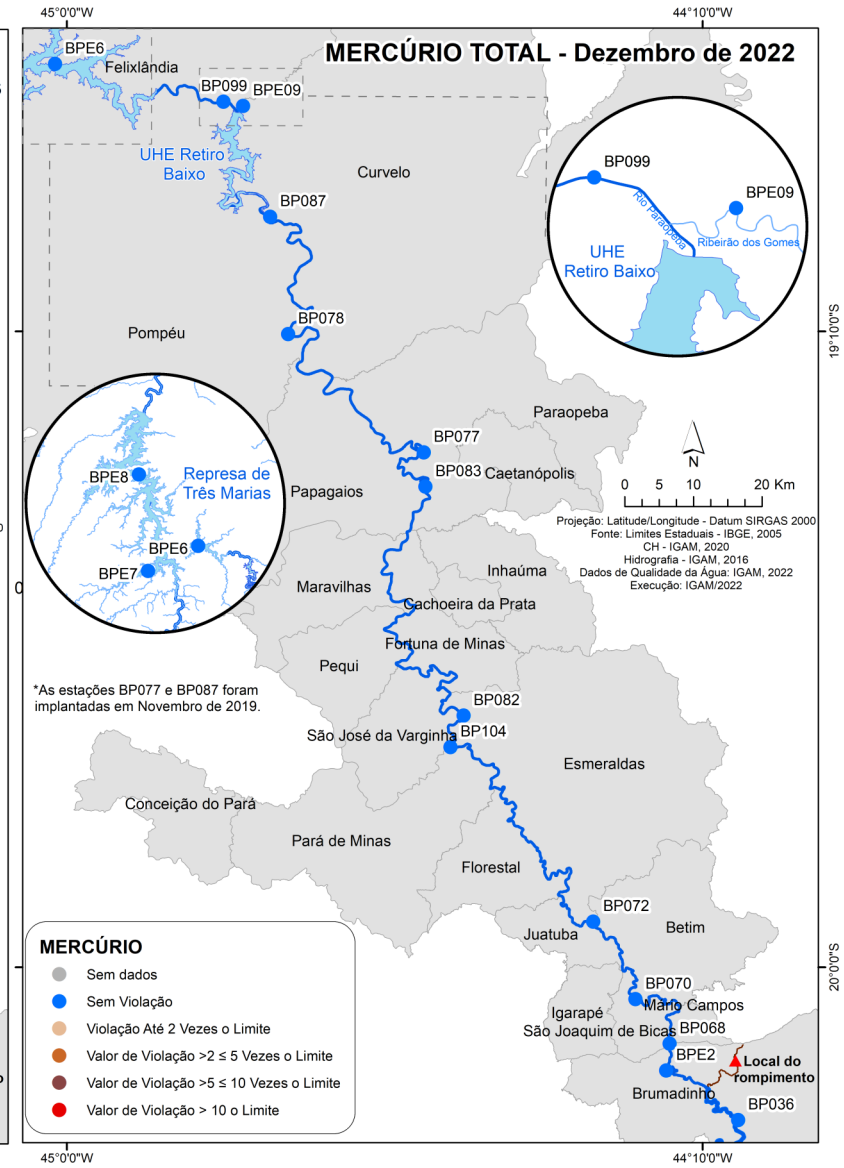 45°0'0"W
44°10'0"W
MERCÚRIO TOTAL - Dezembro de 2022
BPE6
Felixlândia
BP099
BPE09
UHE Retiro
Baixo
Curvelo
BP087
BP099
BPE09
Rio Paraopeba
Ribeirão dos Gomes
UHE
Retiro Baixo
BP078
Pompéu
19°10'0"S
Paraopeba
BP077
N
BP083
Caetanópolis
BPE8
Represa de
Três Marias
Papagaios
0 5 10 20 Km
BPE6
BPE7
Projeção: Latitude/Longitude - Datum SIRGAS 2000
Fonte: Limites Estaduais - IBGE, 2005
CH - IGAM, 2020
Hidrografia - IGAM, 2016
Dados de Qualidade da Água: IGAM, 2022
Execução: IGAM/2022
Inhaúma
Maravilhas
Cachoeira da Prata
Fortuna de Minas
Pequi
*As estações BP077 e BP087 foram
implantadas em Novembro de 2019.
BP082
São José da Varginha
BP104
Esmeraldas
Conceição do Pará
Pará de Minas
Florestal
BP072
Juatuba
Betim
20°0'0"S
BP070
Mário Campos
Igarapé
São Joaquim de Bicas
BP068
BPE2
Local do
rompimento
Brumadinho
BP036
MERCÚRIO
Sem dados
Sem Violação
Violação Até 2 Vezes o Limite
Valor de Violação >2 ≤ 5 Vezes o Limite
Valor de Violação >5 ≤ 10 Vezes o Limite
Valor de Violação > 10 o Limite
45°0'0"W
44°10'0"W